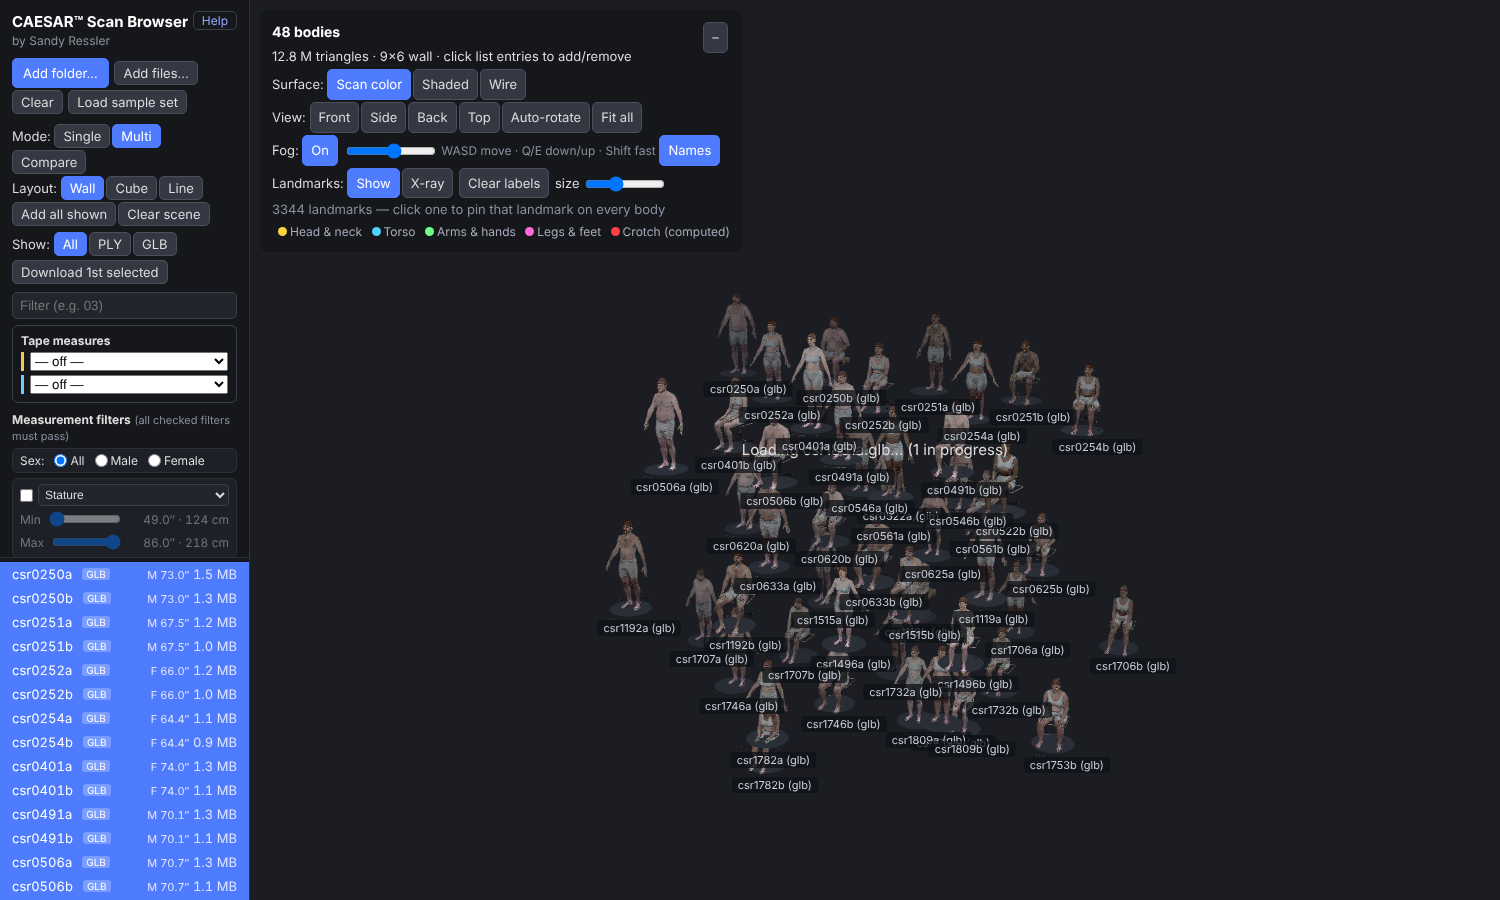 CAESAR™ Scan Browser Help
by Sandy Ressler
Add folder... Add files...
Clear Load sample set
Mode: Single Multi
Compare
Layout: Wall Cube Line
Add all shown Clear scene
Show: All PLY GLB
Download 1st selected
Filter (e.g. 03)
Tape measures
— off —
— off —
Measurement filters (all checked filters
must pass)
Sex: All Male Female
Stature
Min 49.0″ · 124 cm
Max 86.0″ · 218 cm
csr0250a GLB M 73.0″ 1.5 MB
csr0250b GLB M 73.0″ 1.3 MB
csr0251a GLB M 67.5″ 1.2 MB
csr0251b GLB M 67.5″ 1.0 MB
csr0252a GLB F 66.0″ 1.2 MB
csr0252b GLB F 66.0″ 1.0 MB
csr0254a GLB F 64.4″ 1.1 MB
csr0254b GLB F 64.4″ 0.9 MB
csr0401a GLB F 74.0″ 1.3 MB
csr0401b GLB F 74.0″ 1.1 MB
csr0491a GLB M 70.1″ 1.3 MB
csr0491b GLB M 70.1″ 1.1 MB
csr0506a GLB M 70.7″ 1.3 MB
csr0506b GLB M 70.7″ 1.1 MB
48 bodies
–
12.8 M triangles · 9×6 wall · click list entries to add/remove
Surface: Scan color Shaded Wire
View: Front Side Back Top Auto-rotate Fit all
Fog: On WASD move · Q/E down/up · Shift fast Names
Landmarks: Show X-ray Clear labels size
3344 landmarks — click one to pin that landmark on every body
Head & neck Torso Arms & hands Legs & feet Crotch (computed)
csr0250a (glb)
csr0250b (glb)
csr0251a (glb)
csr0252a (glb)
csr0251b (glb)
csr0252b (glb)
csr0254a (glb)
csr0401a (glb)
csr0254b (glb)
(1 in progress)
csr0401b (glb)
csr0491a (glb)
csr0506a (glb)
csr0491b (glb)
csr0506b (glb)
csr0546a (glb)
csr0546b (glb)
csr0522b (glb)
csr0561a (glb)
csr0620a (glb)
csr0561b (glb)
csr0620b (glb)
csr0625a (glb)
csr0633a (glb)
csr0625b (glb)
csr0633b (glb)
csr1515a (glb)
csr1119a (glb)
csr1192a (glb)
csr1515b (glb)
csr1192b (glb)
csr1706a (glb)
csr1707a (glb)
csr1496a (glb)
csr1706b (glb)
csr1707b (glb)
csr1496b (glb)
csr1732a (glb)
csr1746a (glb)
csr1732b (glb)
csr1746b (glb)
csr1809a (glb)
csr1809b (glb)
csr1782a (glb)
csr1753b (glb)
csr1782b (glb)